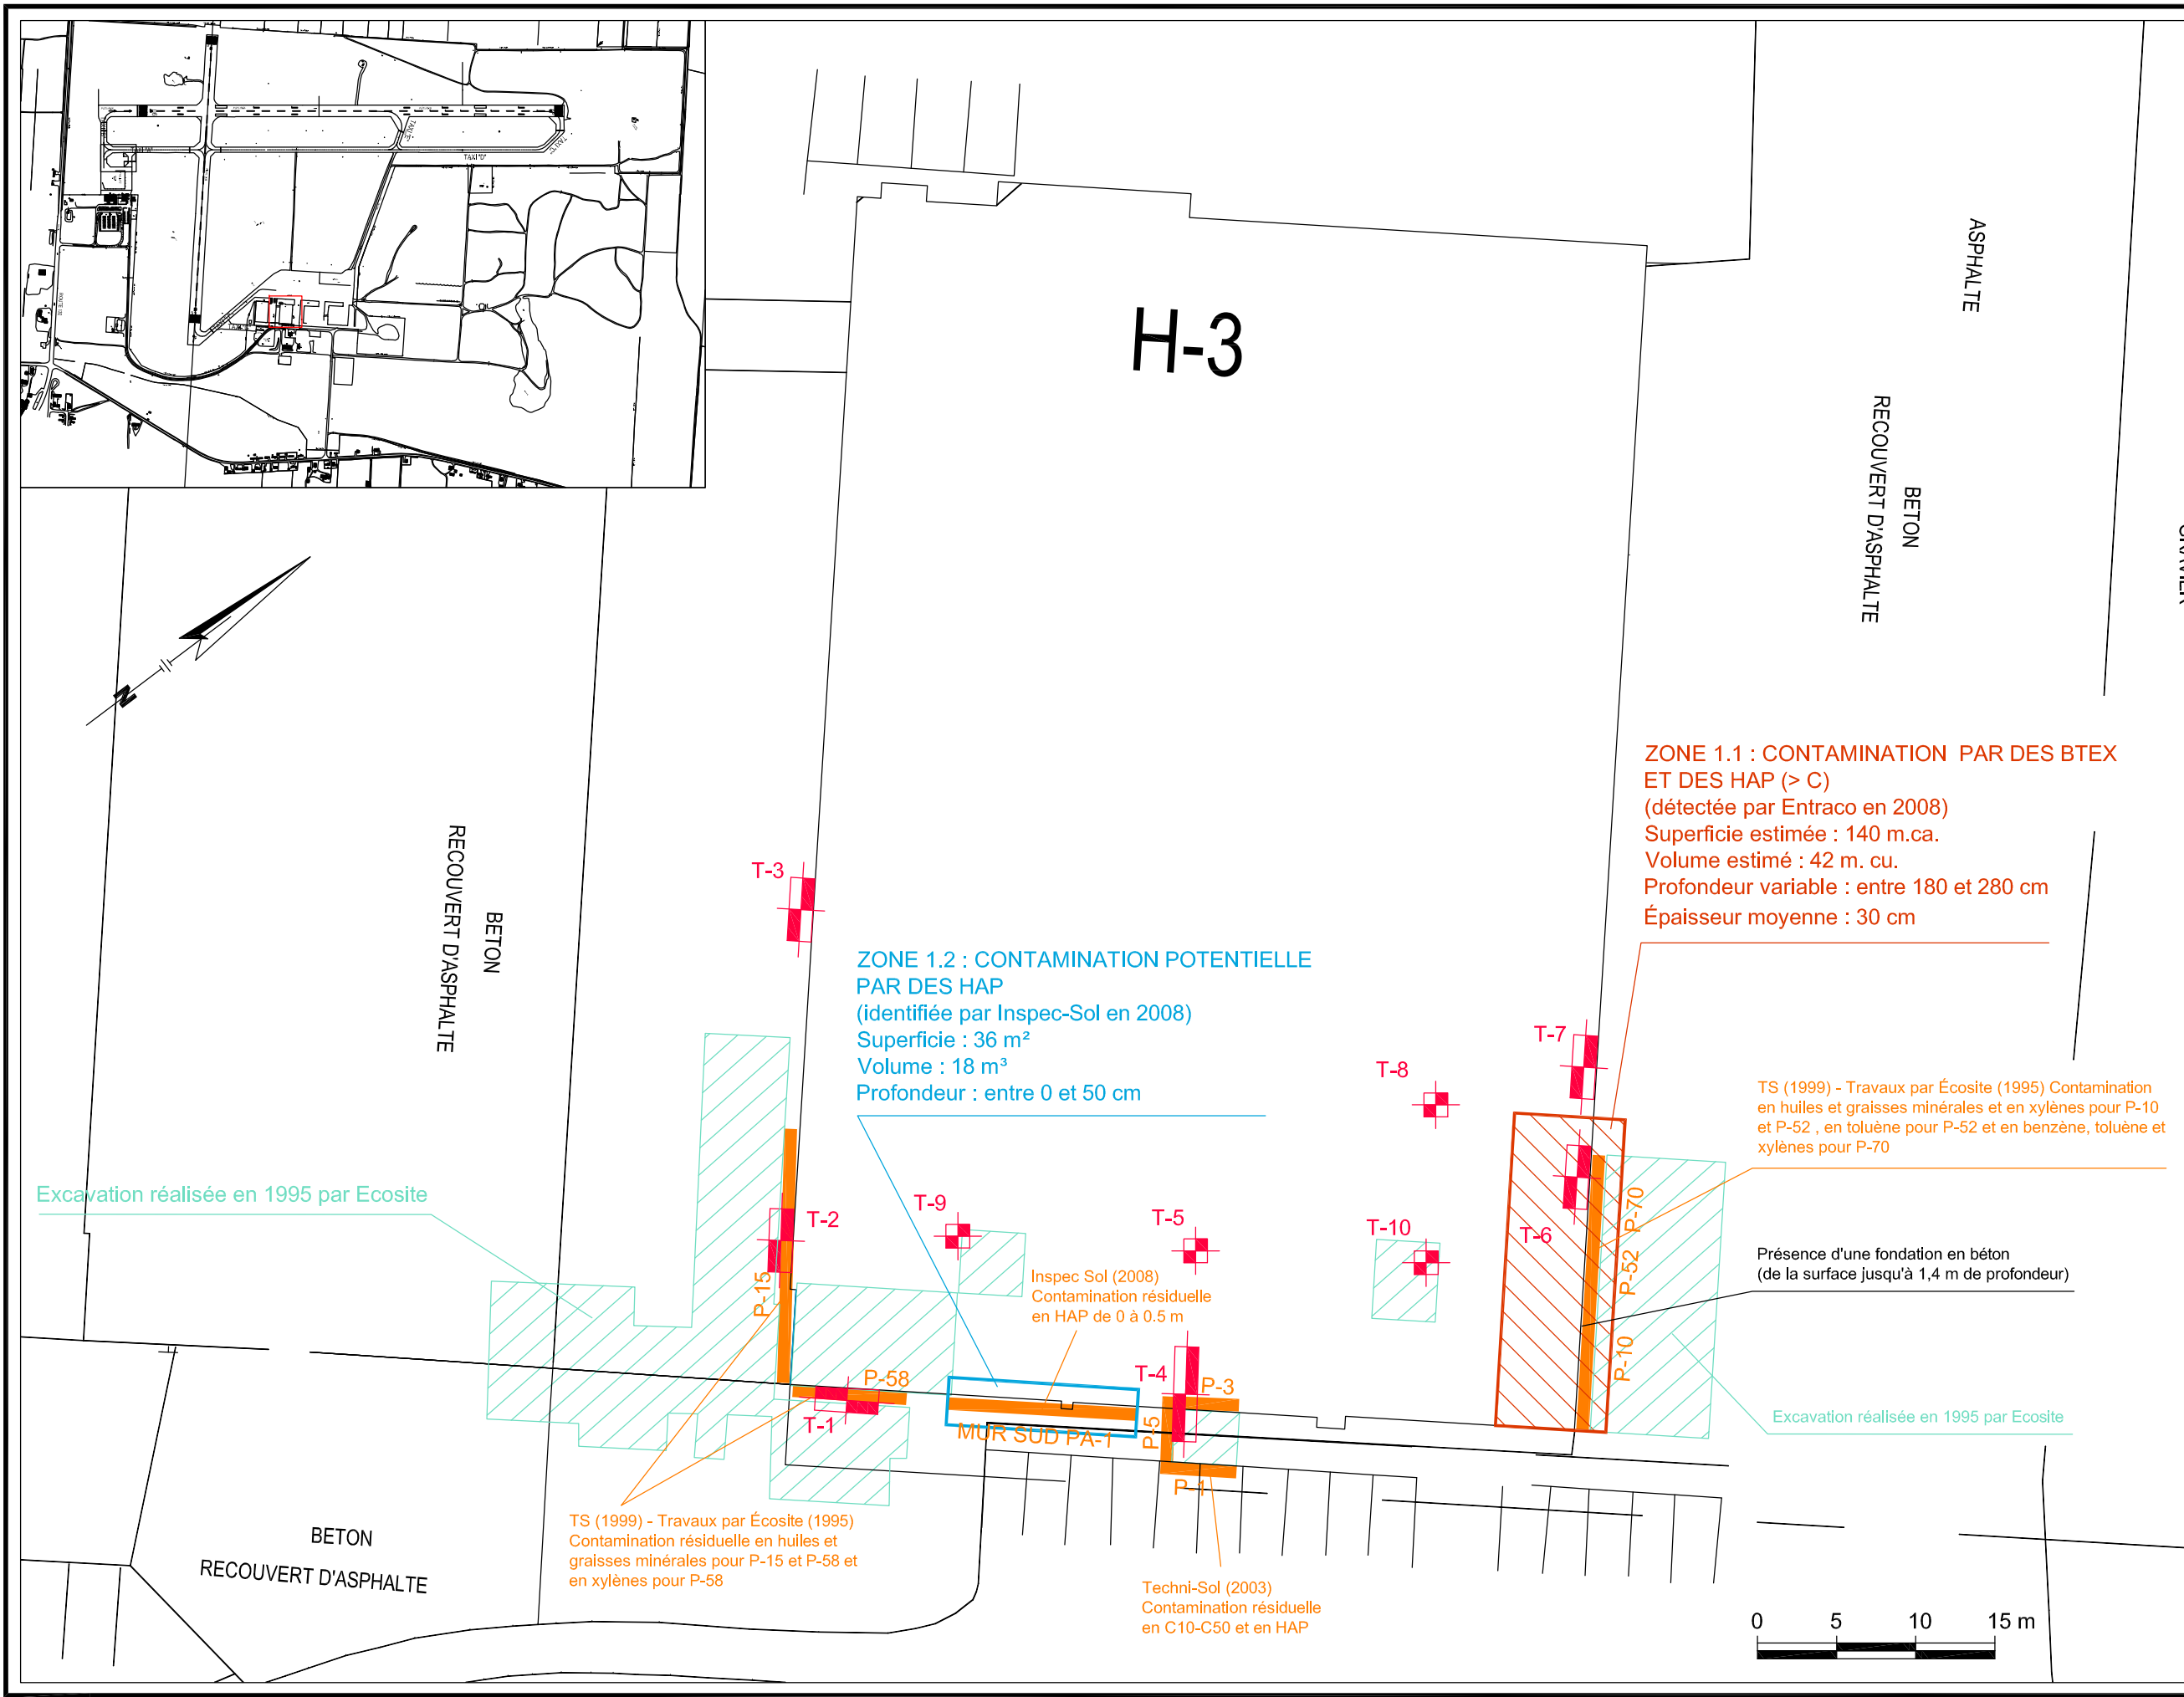 H-3
ASPHALTE
BETON
RECOUVERT D'ASPHALTE
N
BETON
RECOUVERT D'ASPHALTE
ZONE 1.1 : CONTAMINATION PAR DES BTEX
ET DES HAP (> C)
(détectée par Entraco en 2008)
Superficie estimée : 140 m.ca.
Volume estimé : 42 m. cu.
Profondeur variable : entre 180 et 280 cm
Épaisseur moyenne : 30 cm
T-3
ZONE 1.2 : CONTAMINATION POTENTIELLE
PAR DES HAP
(identifiée par Inspec-Sol en 2008)
Superficie : 36 m²
Volume : 18 m³
Profondeur : entre 0 et 50 cm
T-7
T-8
TS (1999) - Travaux par Écosite (1995) Contamination
en huiles et graisses minérales et en xylènes pour P-10
et P-52 , en toluène pour P-52 et en benzène, toluène et
xylènes pour P-70
Excavation réalisée en 1995 par Ecosite
T-2
T-9
T-5
T-10
T-6
P-70
P-52
P-10
P-15
Présence d'une fondation en béton
(de la surface jusqu'à 1,4 m de profondeur)
Inspec Sol (2008)
Contamination résiduelle
en HAP de 0 à 0.5 m
T-4
P-3
P-58
T-1
MUR SUD PA-1
P-5
P-1
Excavation réalisée en 1995 par Ecosite
TS (1999) - Travaux par Écosite (1995)
Contamination résiduelle en huiles et
graisses minérales pour P-15 et P-58 et
en xylènes pour P-58
BETON
RECOUVERT D'ASPHALTE
Techni-Sol (2003)
Contamination résiduelle
en C10-C50 et en HAP
0 5 10 15 m
TAXI "D"